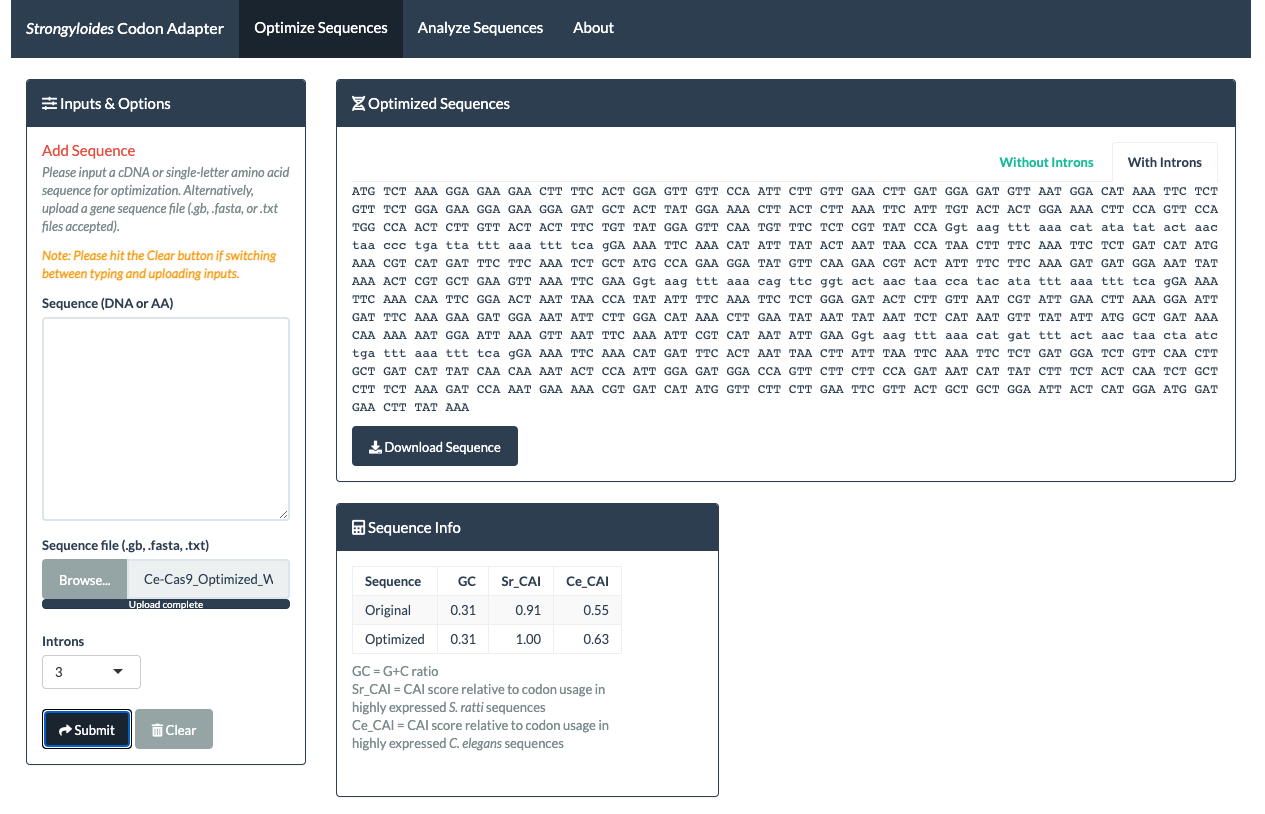 Strongyloides Codon Adapter
Optimize Sequences
Analyze Sequences
About
Inputs & Options
Add Sequence
Please input a cDNA or single-letter amino acid
sequence for optimization. Alternatively,
upload a gene sequence file (.gb, .fasta, or .txt
files accepted).
Note: Please hit the Clear button if switching
between typing and uploading inputs.
Sequence (DNA or AA)
Sequence file (.gb, .fasta, .txt)
Browse...
Ce-Cas9_Optimized_W
Upload complete
Introns
3
Submit
Clear
Optimized Sequences
Without Introns
With Introns
ATG TCT AAA GGA GAA GAA CTT TTC ACT GGA GTT GTT CCA ATT CTT GTT GAA CTT GAT GGA GAT GTT AAT GGA CAT AAA TTC TCT
GTT TCT GGA GAA GGA GAA GGA GAT GCT ACT TAT GGA AAA CTT ACT CTT AAA TTC ATT TGT ACT ACT GGA AAA CTT CCA GTT CCA
TGG CCA ACT CTT GTT ACT ACT TTC TGT TAT GGA GTT CAA TGT TTC TCT CGT TAT CCA Ggt aag ttt aaa cat ata tat act aac
taa ccc tga tta ttt aaa ttt tca gGA AAA TTC AAA CAT ATT TAT ACT AAT TAA CCA TAA CTT TTC AAA TTC TCT GAT CAT ATG
AAA CGT CAT GAT TTC TTC AAA TCT GCT ATG CCA GAA GGA TAT GTT CAA GAA CGT ACT ATT TTC TTC AAA GAT GAT GGA AAT TAT
AAA ACT CGT GCT GAA GTT AAA TTC GAA Ggt aag ttt aaa cag ttc ggt act aac taa cca tac ata ttt aaa ttt tca gGA AAA
TTC AAA CAA TTC GGA ACT AAT TAA CCA TAT ATT TTC AAA TTC TCT GGA GAT ACT CTT GTT AAT CGT ATT GAA CTT AAA GGA ATT
GAT TTC AAA GAA GAT GGA AAT ATT CTT GGA CAT AAA CTT GAA TAT AAT TAT AAT TCT CAT AAT GTT TAT ATT ATG GCT GAT AAA
CAA AAA AAT GGA ATT AAA GTT AAT TTC AAA ATT CGT CAT AAT ATT GAA Ggt aag ttt aaa cat gat ttt act aac taa cta atc
tga ttt aaa ttt tca gGA AAA TTC AAA CAT GAT TTC ACT AAT TAA CTT ATT TAA TTC AAA TTC TCT GAT GGA TCT GTT CAA CTT
GCT GAT CAT TAT CAA CAA AAT ACT CCA ATT GGA GAT GGA CCA GTT CTT CTT CCA GAT AAT CAT TAT CTT TCT ACT CAA TCT GCT
CTT TCT AAA GAT CCA AAT GAA AAA CGT GAT CAT ATG GTT CTT CTT GAA TTC GTT ACT GCT GCT GGA ATT ACT CAT GGA ATG GAT
GAA CTT TAT AAA
Download Sequence
Sequence Info
Sequence GC Sr_CAI Ce_CAI
Original 0.31 0.91 0.55
Optimized 0.31 1.00 0.63
GC = G+C ratio
Sr_CAI = CAI score relative to codon usage in
highly expressed S. ratti sequences
Ce_CAI = CAI score relative to codon usage in
highly expressed C. elegans sequences